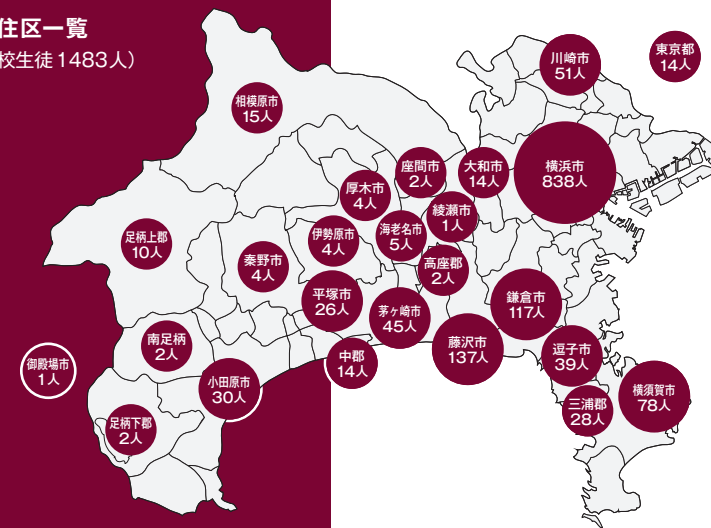 住区一覧
校生徒1483人）
東京都
14人
川崎市
51人
相模原市
15人
座間市
2人
大和市
14人
横浜市
838人
厚木市
4人
綾瀬市
1人
足柄上郡
10人
伊勢原市
4人
海老名市
5人
秦野市
4人
高座郡
2人
平塚市
26人
茅ヶ崎市
45人
鎌倉市
117人
南足柄
2人
藤沢市
137人
逗子市
39人
御殿場市
1人
中郡
14人
小田原市
30人
横須賀市
78人
三浦郡
28人
足柄下郡
2人